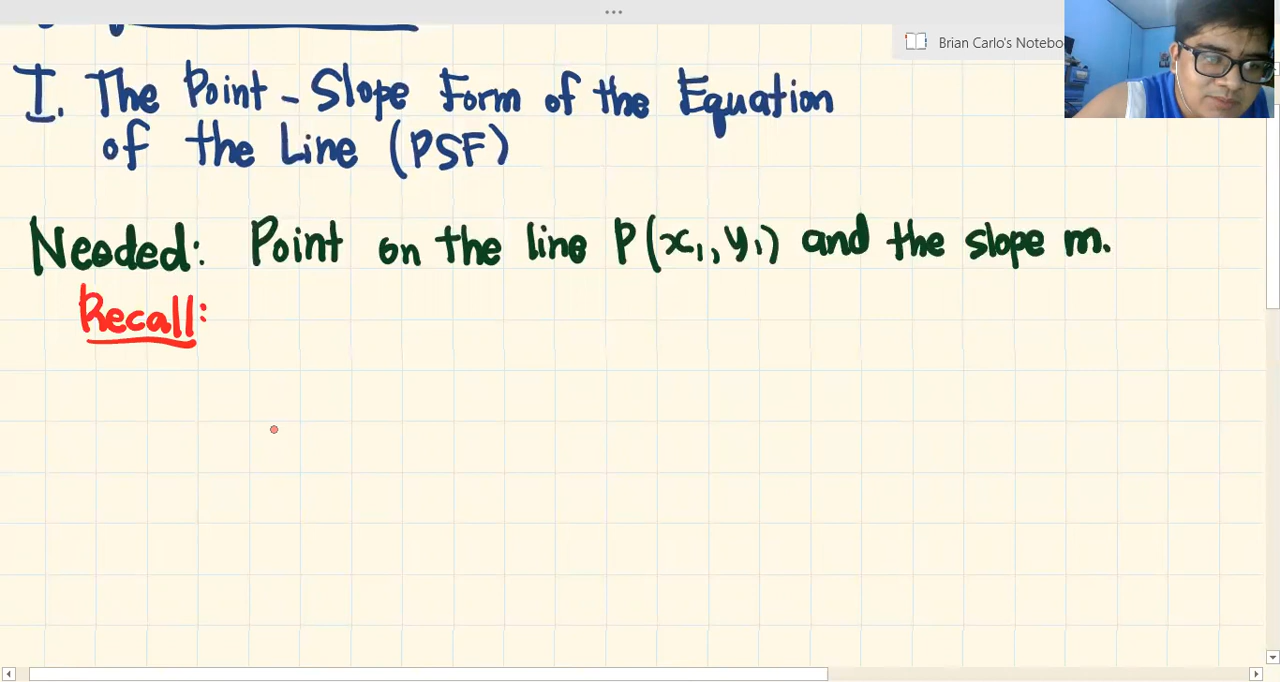 Brian Carlo's Notebo
I. The Point - Slope Form of the Equation
of the Line (PSF)
Needed: Point on the line P(x₁, y₁) and the slope m.
Recall: